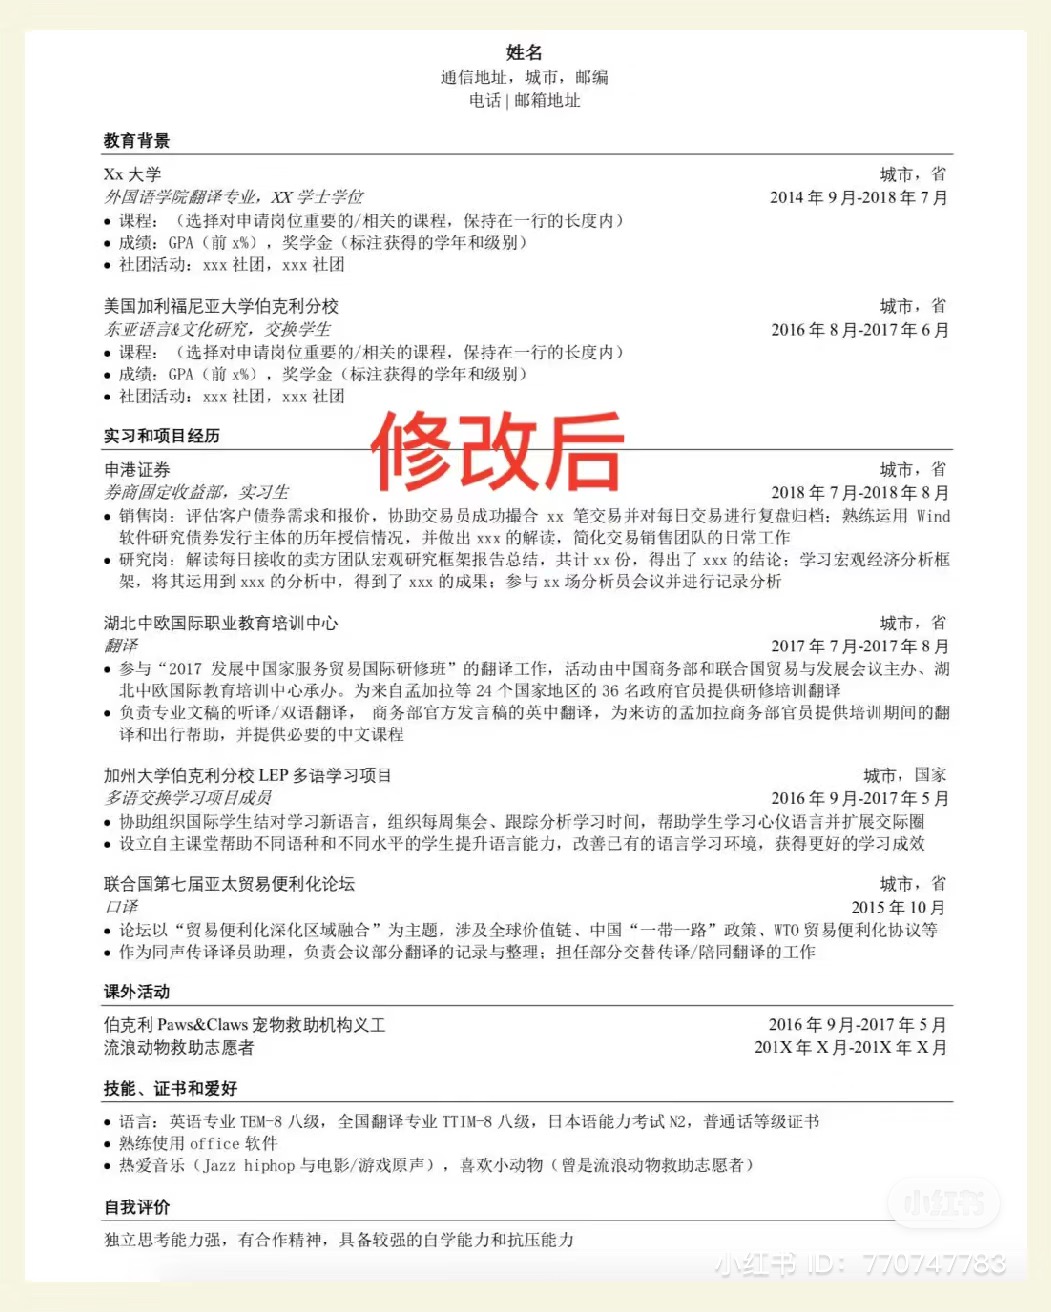 姓名
通信地址，城市，邮编
电话 | 邮箱地址
教育背景
Xx 大学 城市，省
外国语学院翻译专业，XX 学士学位 2014 年 9 月-2018 年 7 月
• 课程：（选择对申请岗位重要的/相关的课程，保持在一行的长度内）
• 成绩：GPA（前 x%），奖学金（标注获得的学年和级别）
• 社团活动：xxx 社团，xxx 社团
美国加利福尼亚大学伯克利分校 城市，省
东亚语言&文化研究，交换学生 2016 年 8 月-2017 年 6 月
• 课程：（选择对申请岗位重要的/相关的课程，保持在一行的长度内）
• 成绩：GPA（前 x%），奖学金（标注获得的学年和级别）
• 社团活动：xxx 社团，xxx 社团
修改后
实习和项目经历
申港证券 城市，省
券商固定收益部，实习生 2018 年 7 月-2018 年 8 月
• 销售岗：评估客户债券需求和报价，协助交易员成功撮合 xx 笔交易并对每日交易进行复盘归档；熟练运用 Wind
软件研究债券发行主体的历年授信情况，并做出 xxx 的解读，简化交易销售团队的日常工作
• 研究岗：解读每日接收的卖方团队宏观研究框架报告总结，共计 xx 份，得出了 xxx 的结论；学习宏观经济分析框
架，将其运用到 xxx 的分析中，得到了 xxx 的成果；参与 xx 场分析员会议并进行记录分析
湖北中欧国际职业教育培训中心 城市，省
翻译 2017 年 7 月-2017 年 8 月
• 参与“2017 发展中国家服务贸易国际研修班”的翻译工作，活动由中国商务部和联合国贸易与发展会议主办、湖
北中欧国际教育培训中心承办。为来自孟加拉等 24 个国家地区的 36 名政府官员提供研修培训翻译
• 负责专业文稿的听译/双语翻译， 商务部官方发言稿的英中翻译，为来访的孟加拉商务部官员提供培训期间的翻
译和出行帮助，并提供必要的中文课程
加州大学伯克利分校 LEP 多语学习项目 城市，国家
多语交换学习项目成员 2016 年 9 月-2017 年 5 月
• 协助组织国际学生结对学习新语言，组织每周集会、跟踪分析学习时间，帮助学生学习心仪语言并扩展交际圈
• 设立自主课堂帮助不同语种和不同水平的学生提升语言能力，改善已有的语言学习环境，获得更好的学习成效
联合国第七届亚太贸易便利化论坛 城市，省
口译 2015 年 10 月
• 论坛以“贸易便利化深化区域融合”为主题，涉及全球价值链、中国“一带一路”政策、WTO 贸易便利化协议等
• 作为同声传译译员助理，负责会议部分翻译的记录与整理；担任部分交替传译/陪同翻译的工作
课外活动
伯克利 Paws&Claws 宠物救助机构义工 2016 年 9 月-2017 年 5 月
流浪动物救助志愿者 201X 年 X 月-201X 年 X 月
技能、证书和爱好
• 语言：英语专业 TEM-8 八级，全国翻译专业 TTIM-8 八级，日本语能力考试 N2，普通话等级证书
• 熟练使用 office 软件
• 热爱音乐（Jazz hiphop 与电影/游戏原声），喜欢小动物（曾是流浪动物救助志愿者）
自我评价
小红书
独立思考能力强，有合作精神，具备较强的自学能力和抗压能力
小红书 ID：770747783